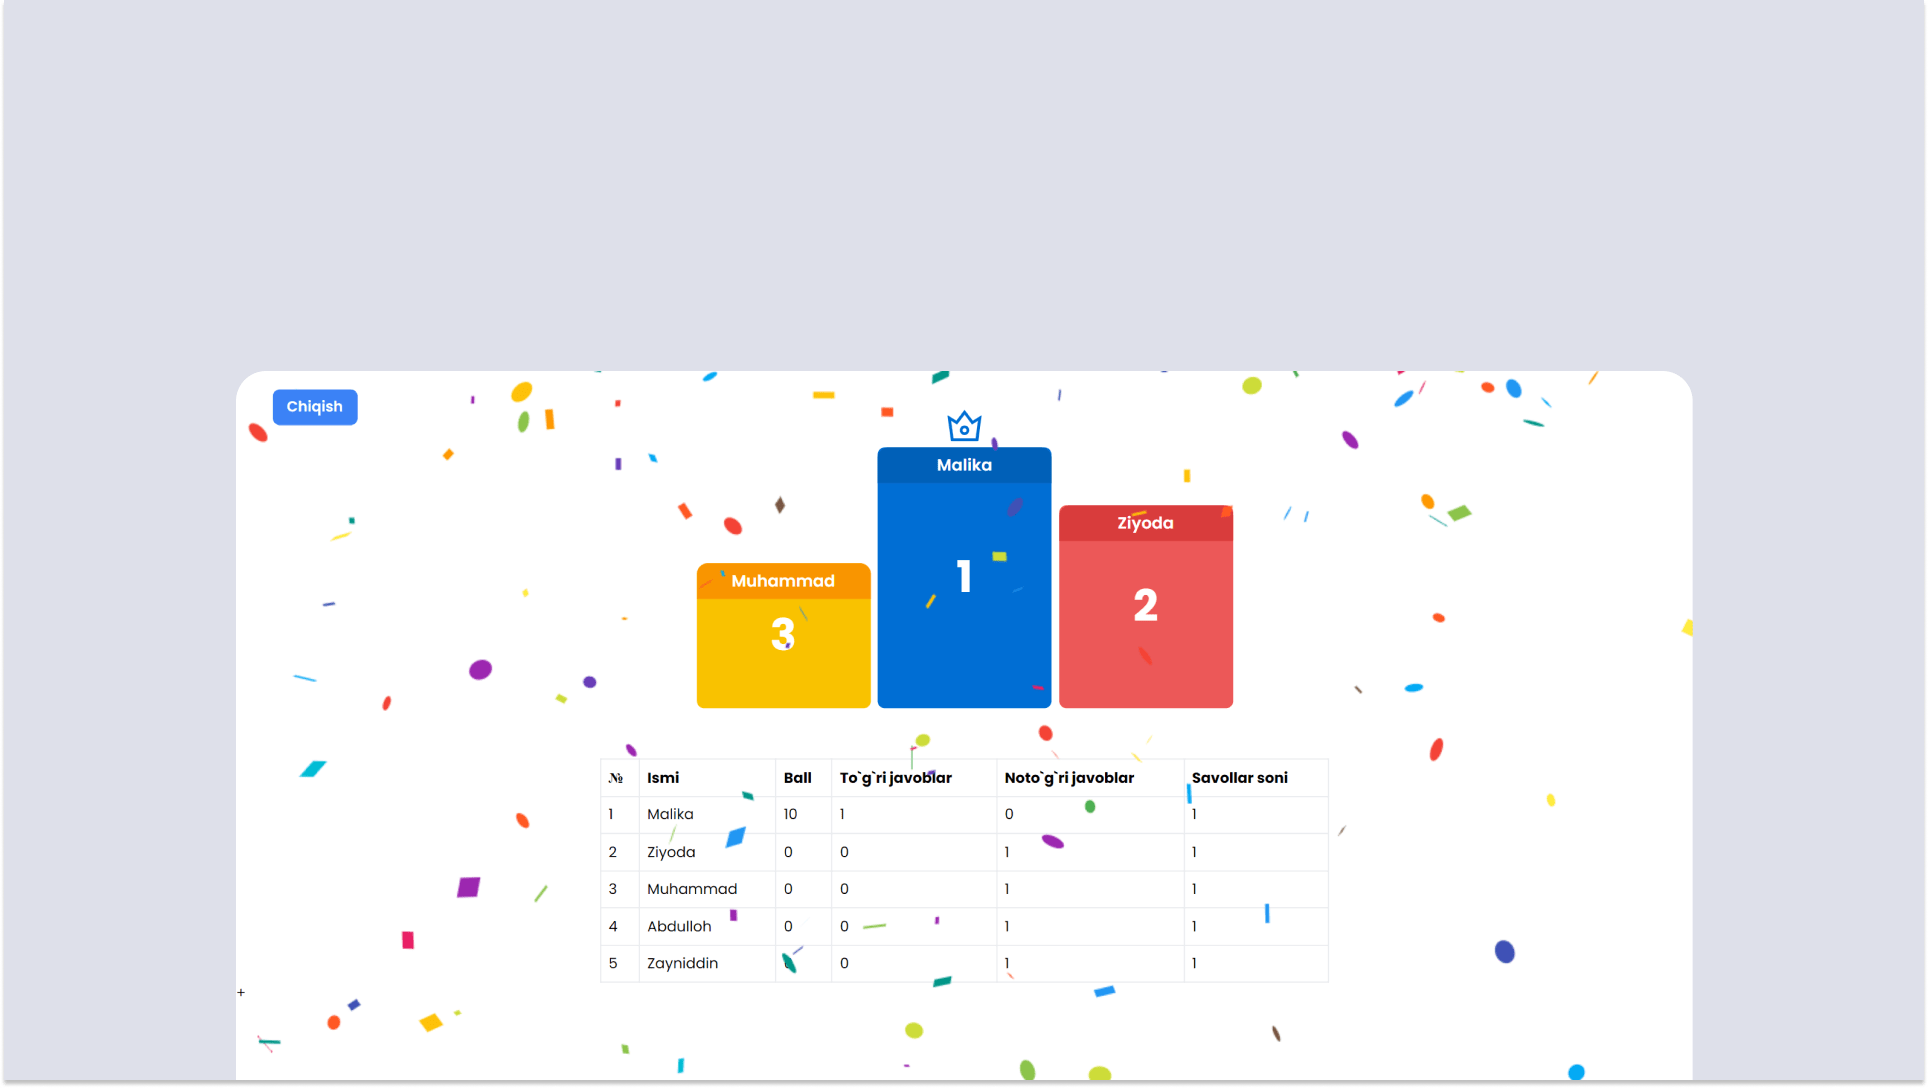 Chiqish
Malika
1
Ziyoda
2
Muhammad
3
№ Ismi Ball To`g`ri javoblar Noto`g`ri javoblar Savollar soni
1 Malika 10 1 0 1
2 Ziyoda 0 0 1 1
3 Muhammad 0 0 1 1
4 Abdulloh 0 0 1 1
5 Zayniddin 0 1 1
+